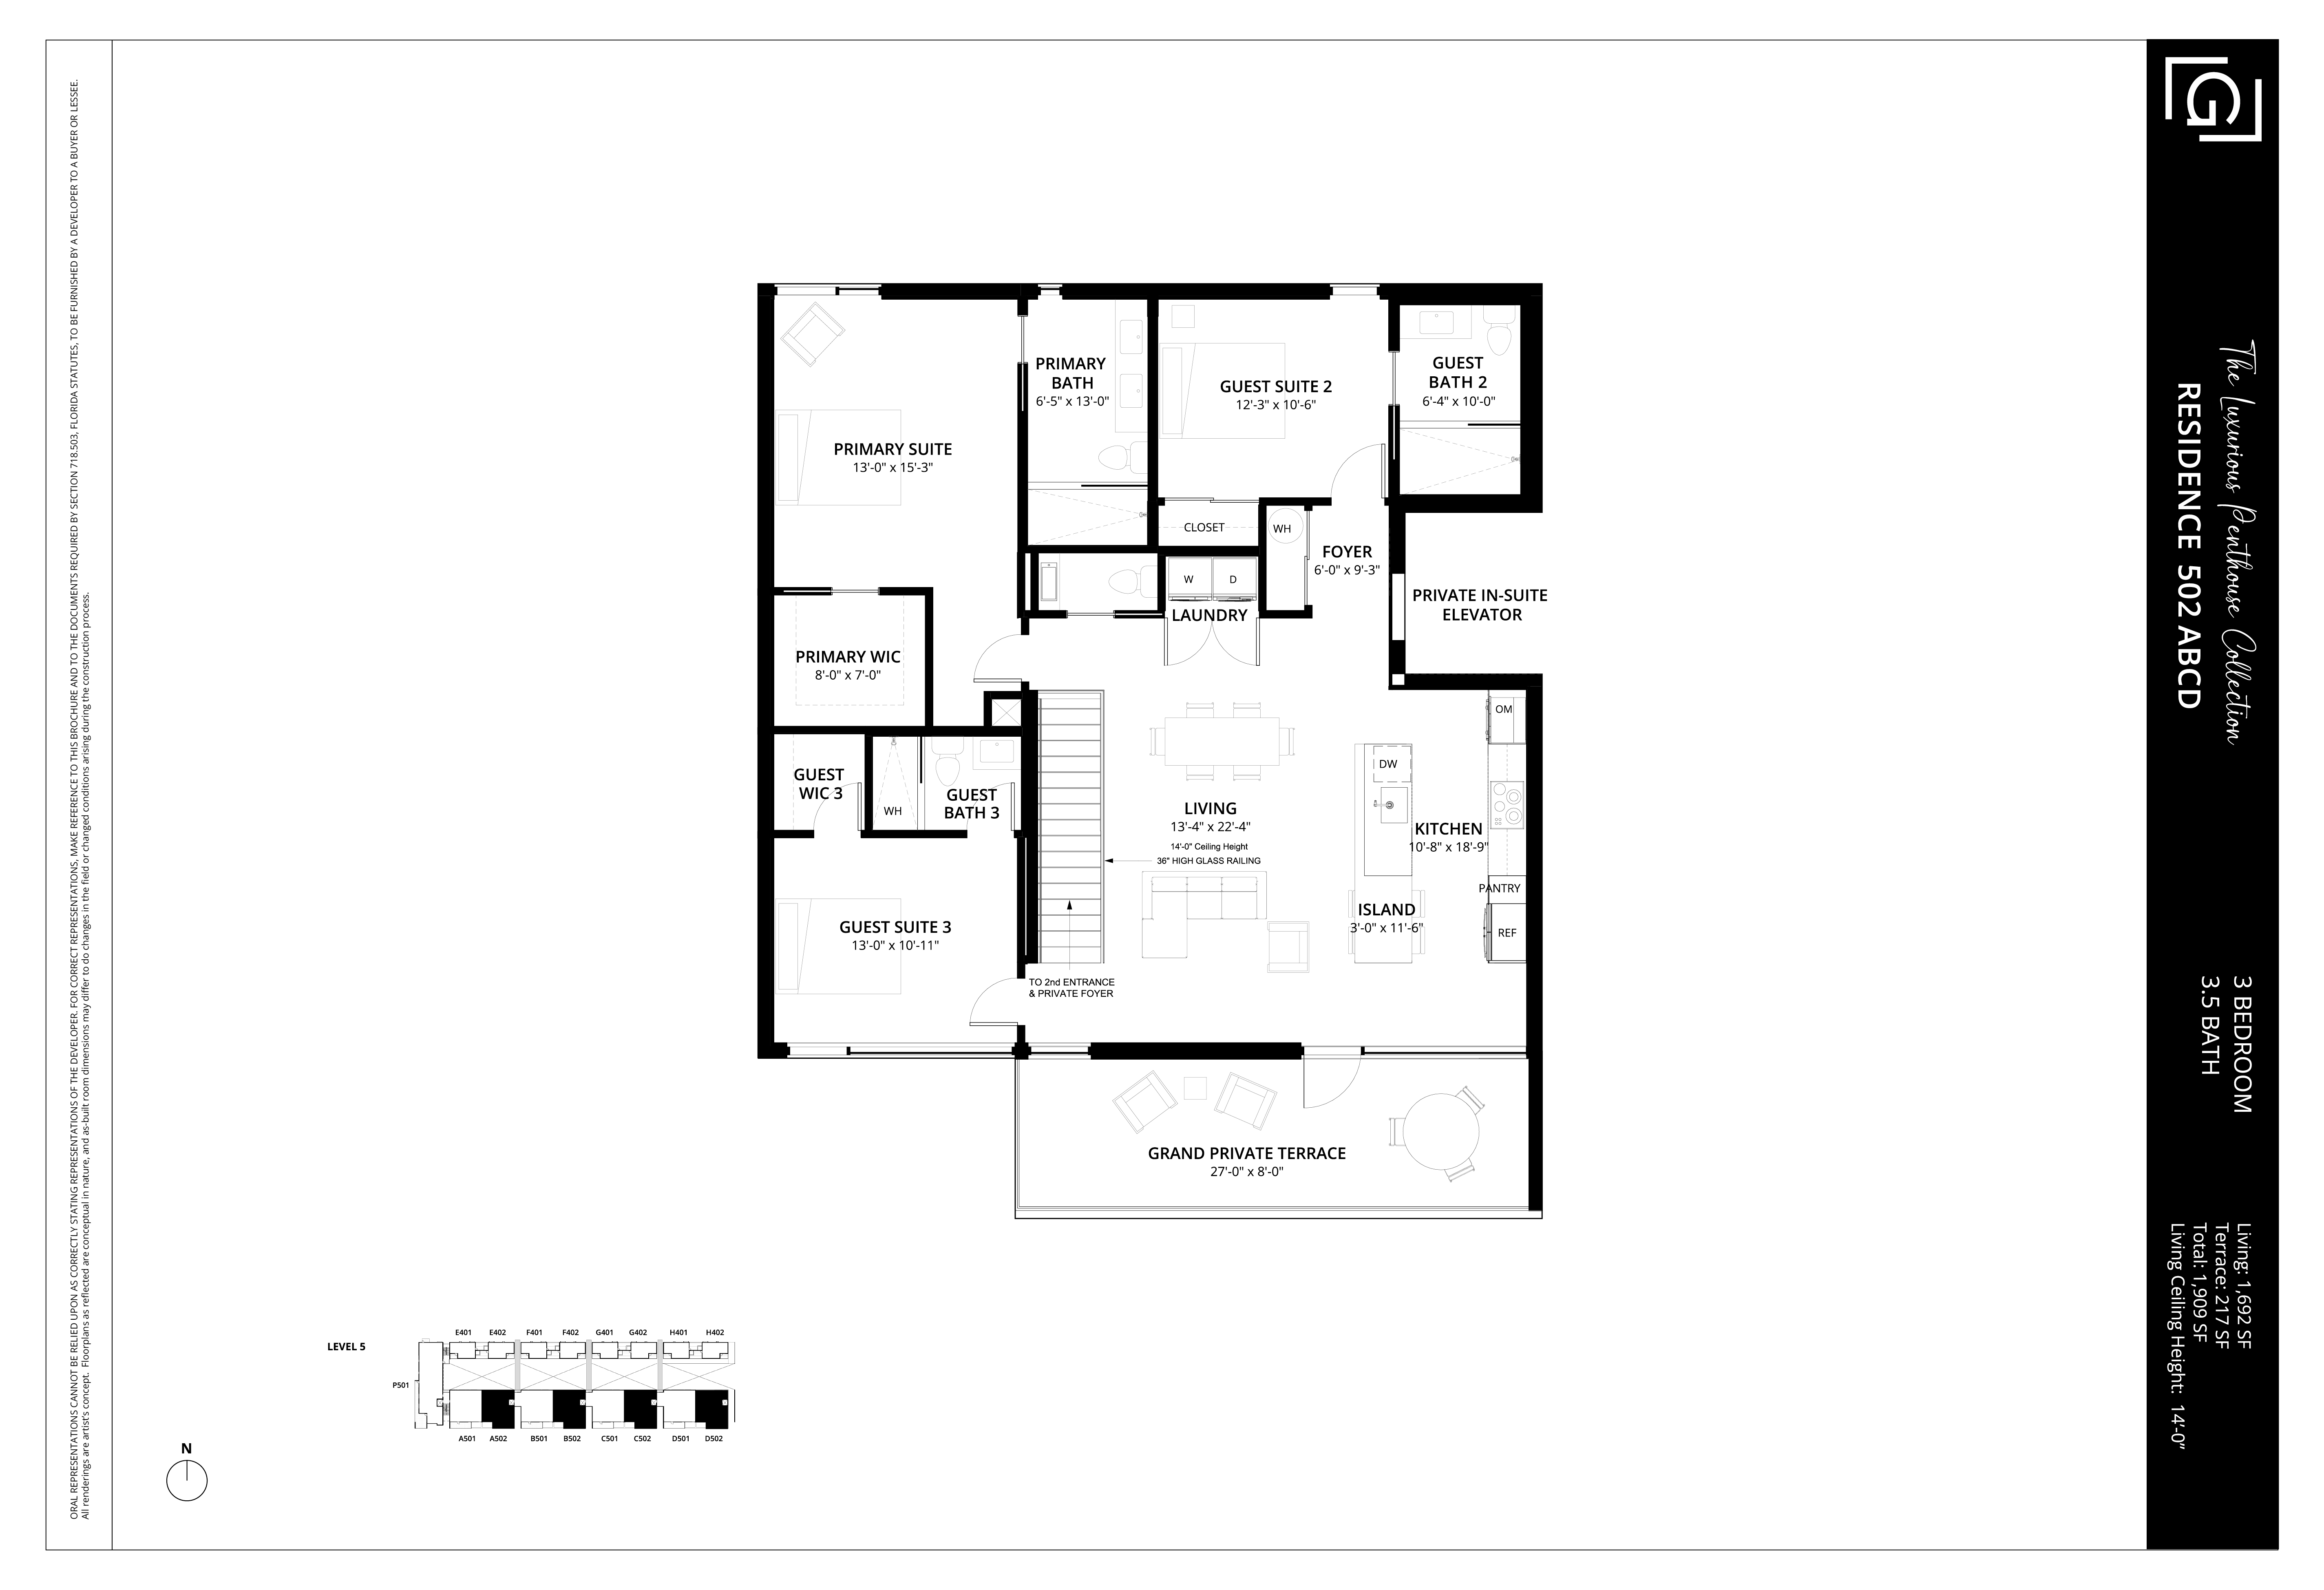 ORAL REPRESENTATIONS CANNOT BE RELIED UPON AS CORRECTLY STATING REPRESENTATIONS OF THE DEVELOPER. FOR CORRECT REPRESENTATIONS, MAKE REFERENCE TO THIS BROCHURE AND TO THE DOCUMENTS REQUIRED BY SECTION 718.503, FLORIDA STATUTES, TO BE FURNISHED BY A DEVELOPER TO A BUYER OR LESSEE.
All renderings are artist's concept. Floorplans as reflected are conceptual in nature, and as-built room dimensions may differ to do changes in the field or changed conditions arising during the construction process.
PRIMARY SUITE
13'-0" x 15'-3"
PRIMARY
BATH
6'-5" x 13'-0"
GUEST SUITE 2
12'-3" x 10'-6"
GUEST
BATH 2
6'-4" x 10'-0"
CLOSET
WH
FOYER
6'-0" x 9'-3"
W
D
LAUNDRY
PRIVATE IN-SUITE
ELEVATOR
PRIMARY WIC
8'-0" x 7'-0"
OM
GUEST
WIC 3
WH
GUEST
BATH 3
DW
LIVING
13'-4" x 22'-4"
14'-0" Ceiling Height
36" HIGH GLASS RAILING
KITCHEN
10'-8" x 18'-9"
PANTRY
ISLAND
3'-0" x 11'-6"
REF
GUEST SUITE 3
13'-0" x 10'-11"
TO 2nd ENTRANCE
& PRIVATE FOYER
GRAND PRIVATE TERRACE
27'-0" x 8'-0"
LEVEL 5
E401 E402 F401 F402 G401 G402 H401 H402
P501
A501 A502 B501 B502 C501 C502 D501 D502
N
G
The Luxurious Penthouse Collection
RESIDENCE 502 ABCD
3 BEDROOM
3.5 BATH
Living: 1,692 SF
Terrace: 217 SF
Total: 1,909 SF
Living Ceiling Height: 14'-0"